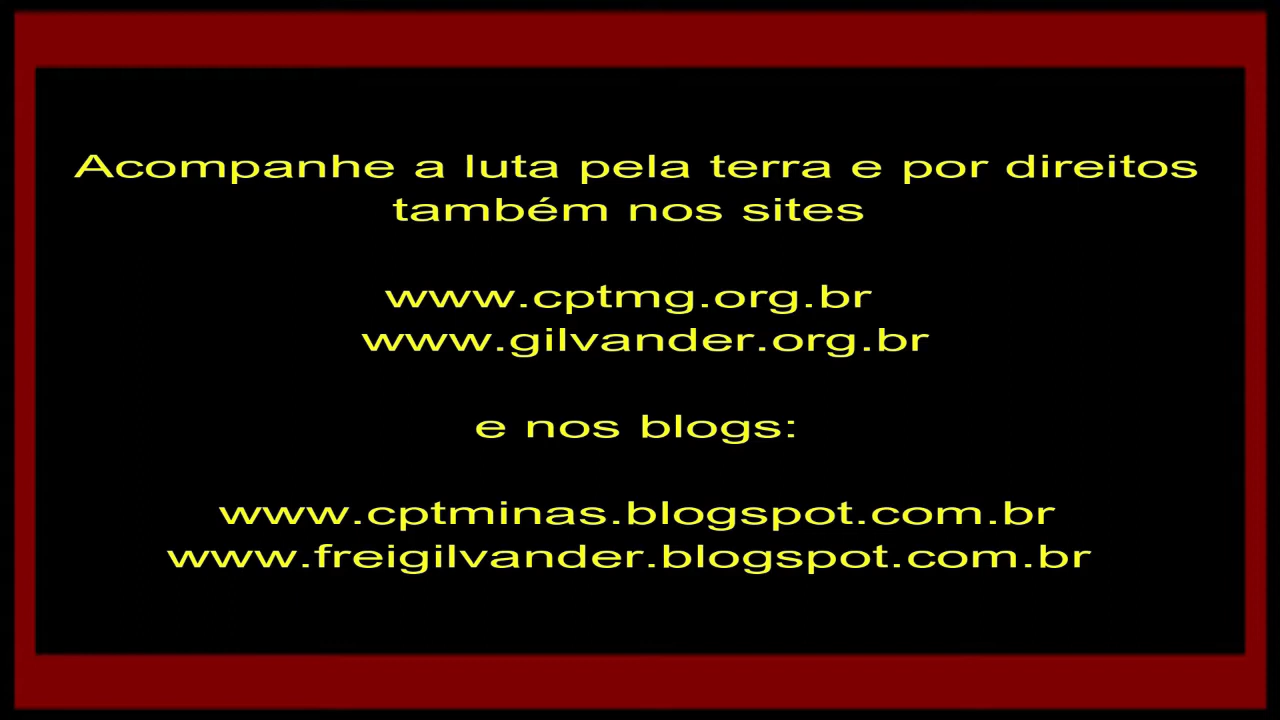 Acompanhe a luta pela terra e por direitos
também nos sites
www.cptmg.org.br
www.gilvander.org.br
e nos blogs:
www.cptminas.blogspot.com.br
www.freigilvander.blogspot.com.br